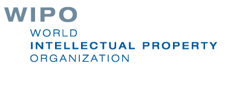 WIPO
WORLD
INTELLECTUAL PROPERTY
ORGANIZATION